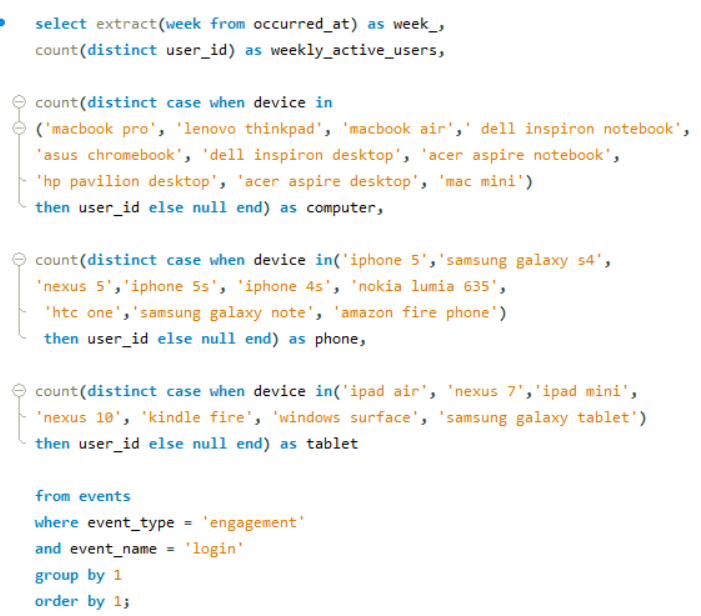 select extract(week from occurred_at) as week_,
count(distinct user_id) as weekly_active_users,
count(distinct case when device in
('macbook pro', 'lenovo thinkpad', 'macbook air',' dell inspiron notebook',
'asus chromebook', 'dell inspiron desktop', 'acer aspire notebook',
'hp pavilion desktop', 'acer aspire desktop', 'mac mini')
then user_id else null end) as computer,
count(distinct case when device in('iphone 5','samsung galaxy s4',
'nexus 5','iphone 5s', 'iphone 4s', 'nokia lumia 635',
'htc one','samsung galaxy note', 'amazon fire phone')
then user_id else null end) as phone,
count(distinct case when device in('ipad air', 'nexus 7','ipad mini',
'nexus 10', 'kindle fire', 'windows surface', 'samsung galaxy tablet')
then user_id else null end) as tablet
from events
where event_type = 'engagement'
and event_name = 'login'
group by 1
order by 1;